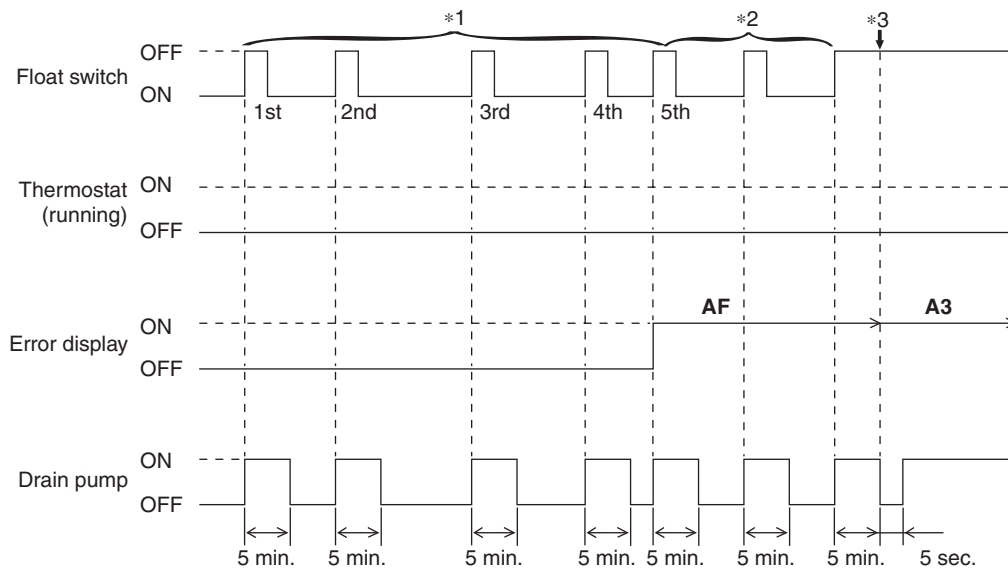 *1 *2 *3
OFF
Float switch
ON
1st 2nd 3rd 4th 5th
Thermostat
(running)
ON
OFF
AF A3
ON
Error display
OFF
ON
Drain pump
OFF
5 min. 5 min. 5 min. 5 min. 5 min. 5 min. 5 min. 5 sec.